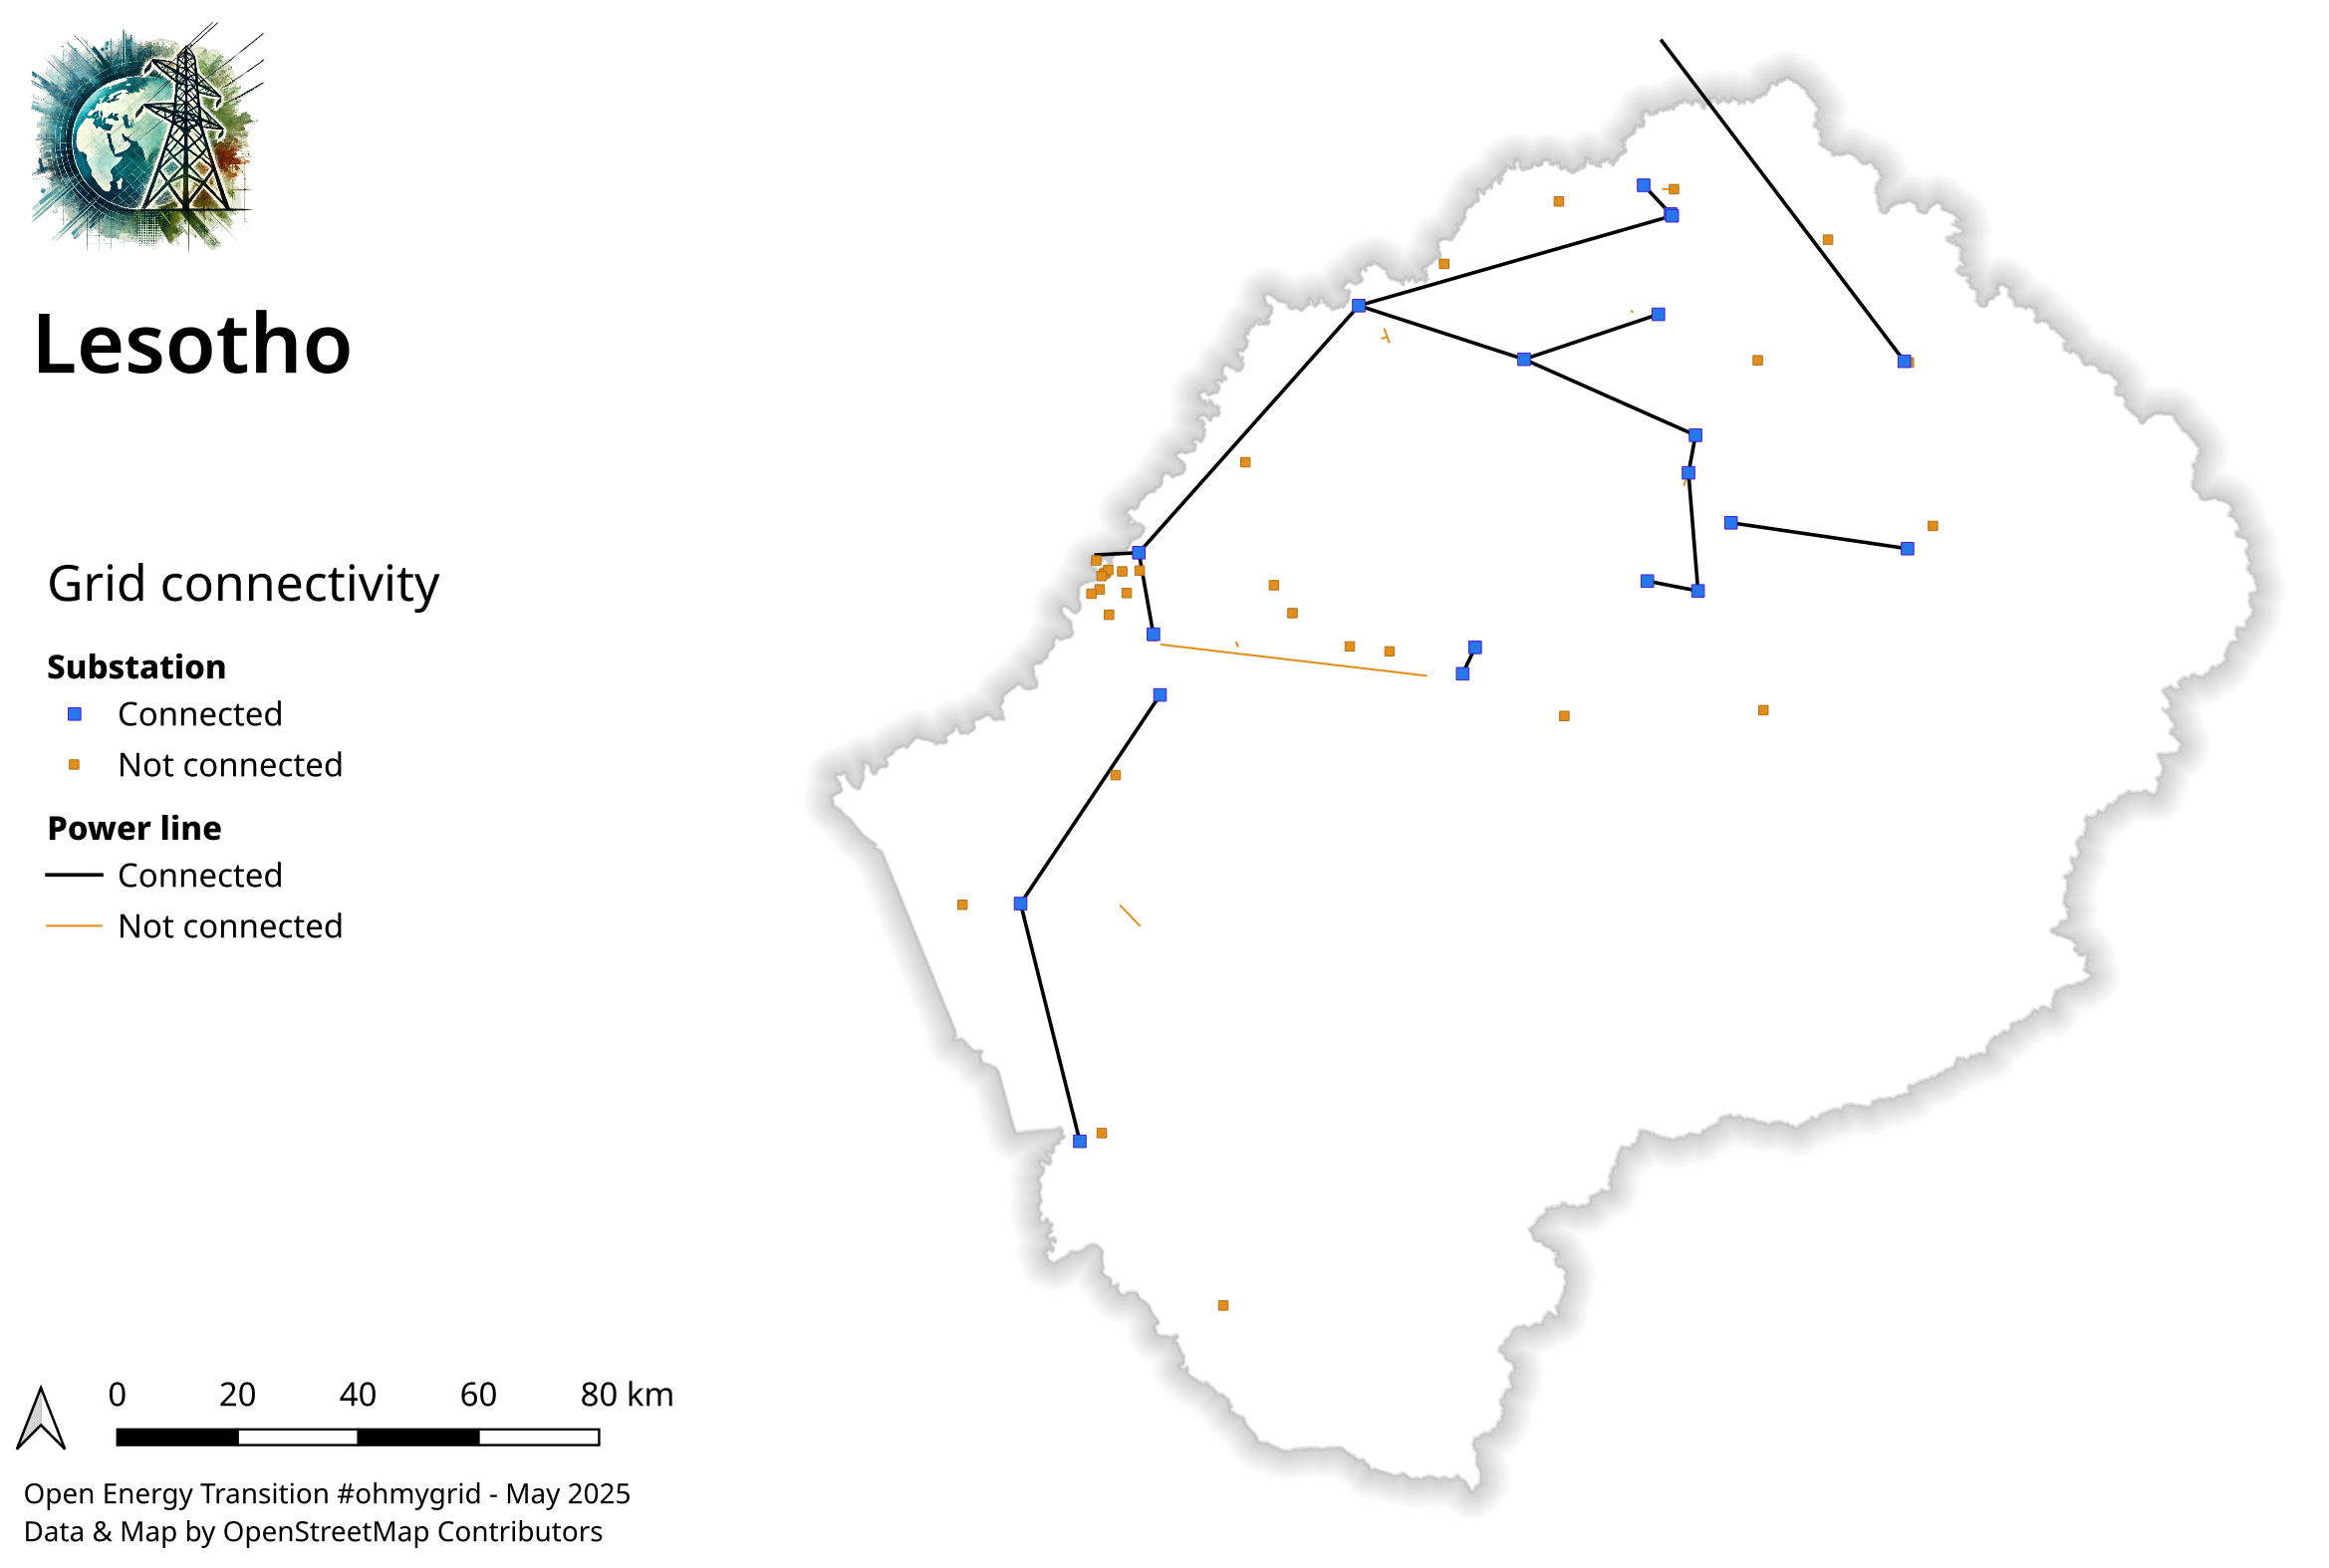 Lesotho
Grid connectivity
Substation
Connected
Not connected
Power line
Connected
Not connected
0 20 40 60 80 km
Open Energy Transition #ohmygrid - May 2025
Data & Map by OpenStreetMap Contributors